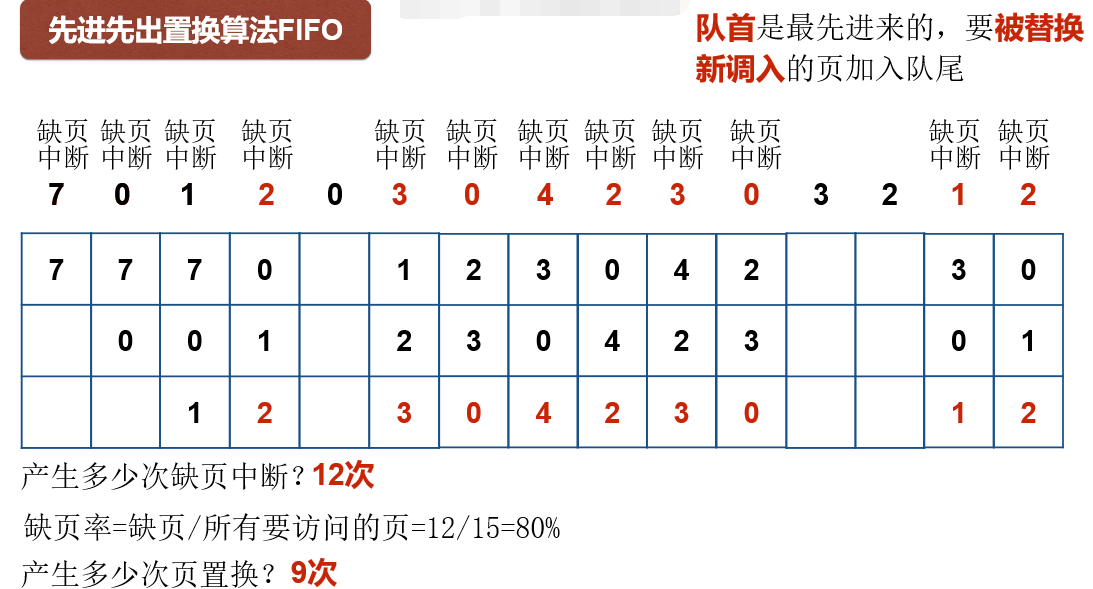 先进先出置换算法FIFO
队首是最先进来的，要被替换
新调入的页加入队尾
缺页 缺页 缺页 缺页 缺页 缺页 缺页 缺页 缺页 缺页 缺页 缺页
中断 中断 中断 中断 中断 中断 中断 中断 中断 中断 中断 中断
7 0 1 2 0 3 0 4 2 3 0 3 2 1 2
7 7 7 0 1 2 3 0 4 2 3 0
0 0 1 2 3 0 4 2 3 0 1
1 2 3 0 4 2 3 0 1 2
产生多少次缺页中断？12次
缺页率=缺页/所有要访问的页=12/15=80%
产生多少次页置换？ 9次